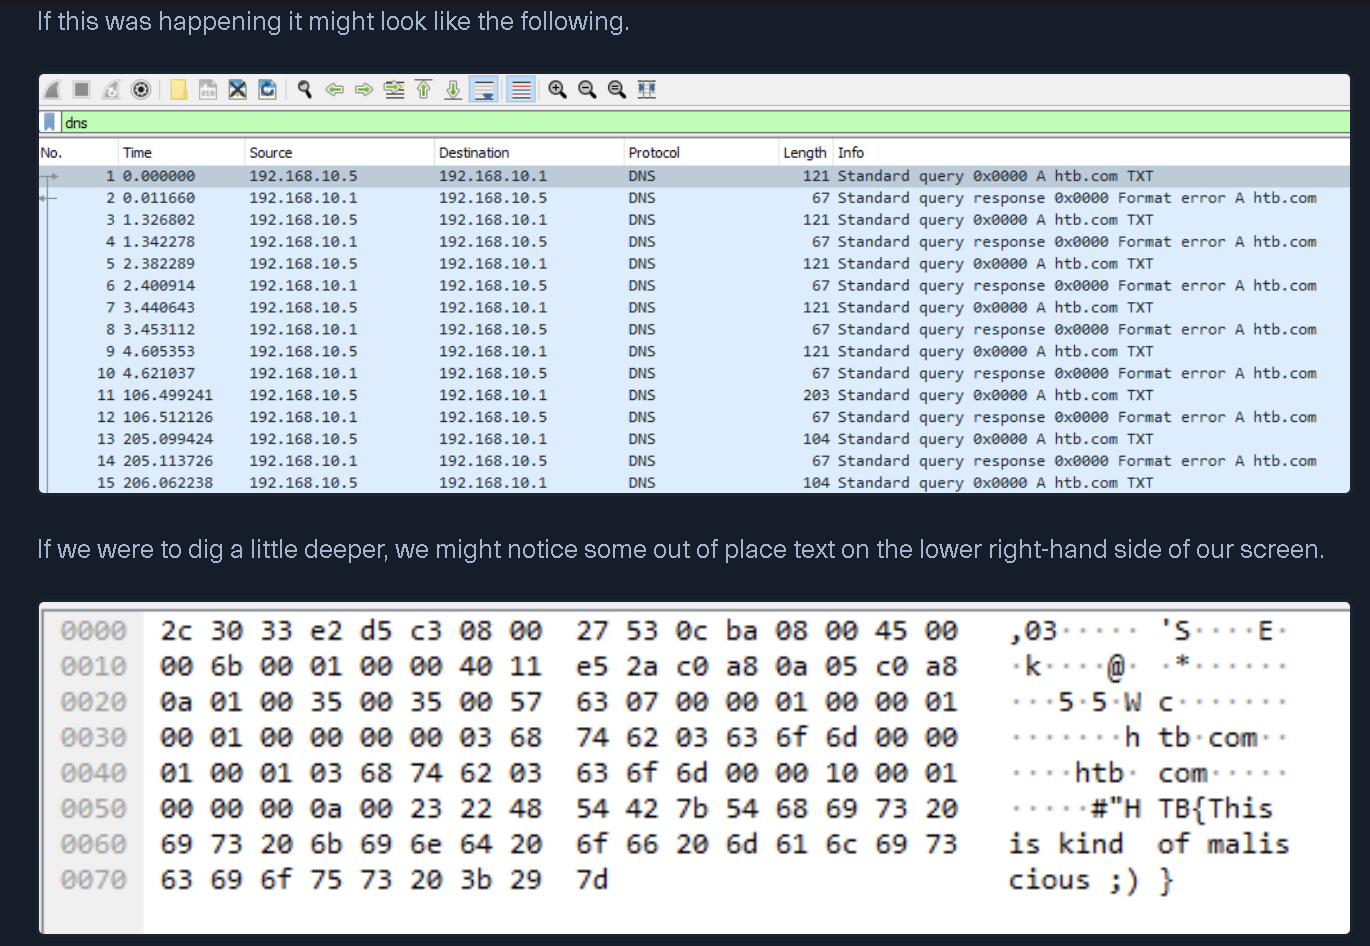 If this was happening it might look like the following.
dns
No. Time Source Destination Protocol Length Info
1 0.000000 192.168.10.5 192.168.10.1 DNS 121 Standard query 0x0000 A htb.com TXT
2 0.011660 192.168.10.1 192.168.10.5 DNS 67 Standard query response 0x0000 Format error A htb.com
3 1.326802 192.168.10.5 192.168.10.1 DNS 121 Standard query 0x0000 A htb.com TXT
4 1.342278 192.168.10.1 192.168.10.5 DNS 67 Standard query response 0x0000 Format error A htb.com
5 2.382289 192.168.10.5 192.168.10.1 DNS 121 Standard query 0x0000 A htb.com TXT
6 2.400914 192.168.10.1 192.168.10.5 DNS 67 Standard query response 0x0000 Format error A htb.com
7 3.440643 192.168.10.5 192.168.10.1 DNS 121 Standard query 0x0000 A htb.com TXT
8 3.453112 192.168.10.1 192.168.10.5 DNS 67 Standard query response 0x0000 Format error A htb.com
9 4.605353 192.168.10.5 192.168.10.1 DNS 121 Standard query 0x0000 A htb.com TXT
10 4.621037 192.168.10.1 192.168.10.5 DNS 67 Standard query response 0x0000 Format error A htb.com
11 106.499241 192.168.10.5 192.168.10.1 DNS 203 Standard query 0x0000 A htb.com TXT
12 106.512126 192.168.10.1 192.168.10.5 DNS 67 Standard query response 0x0000 Format error A htb.com
13 205.099424 192.168.10.5 192.168.10.1 DNS 104 Standard query 0x0000 A htb.com TXT
14 205.113726 192.168.10.1 192.168.10.5 DNS 67 Standard query response 0x0000 Format error A htb.com
15 206.062238 192.168.10.5 192.168.10.1 DNS 104 Standard query 0x0000 A htb.com TXT
If we were to dig a little deeper, we might notice some out of place text on the lower right-hand side of our screen.
0000 2c 30 33 e2 d5 c3 08 00 27 53 0c ba 08 00 45 00 ,03····· 'S····E·
0010 00 6b 00 01 00 00 40 11 e5 2a c0 a8 0a 05 c0 a8 ·k····@· ·*······
0020 0a 01 00 35 00 35 00 57 63 07 00 00 01 00 00 01 ···5·5·W c·······
0030 00 01 00 00 00 00 03 68 74 62 03 63 6f 6d 00 00 ·······h tb·com··
0040 01 00 01 03 68 74 62 03 63 6f 6d 00 00 10 00 01 ····htb· com·····
0050 00 00 00 0a 00 23 22 48 54 42 7b 54 68 69 73 20 ·····#"H TB{This
0060 69 73 20 6b 69 6e 64 20 6f 66 20 6d 61 6c 69 73 is kind of malis
0070 63 69 6f 75 73 20 3b 29 7d cious ;) }